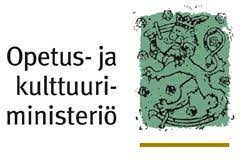 Opetus- ja
kulttuuri-
ministeriö